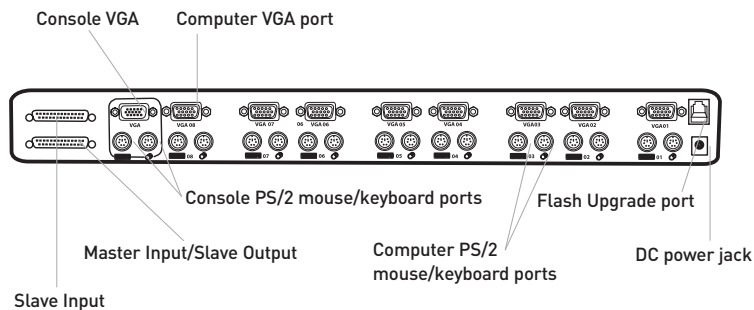 Console VGA
Computer VGA port
VGA
VGA 08
VGA 07
06
VGA 06
VGA 05
VGA 04
VGA03
VGA 02
VGA01
08
07
06
05
04
03
02
01
Console PS/2 mouse/keyboard ports
Flash Upgrade port
Master Input/Slave Output
Computer PS/2
mouse/keyboard ports
DC power jack
Slave Input